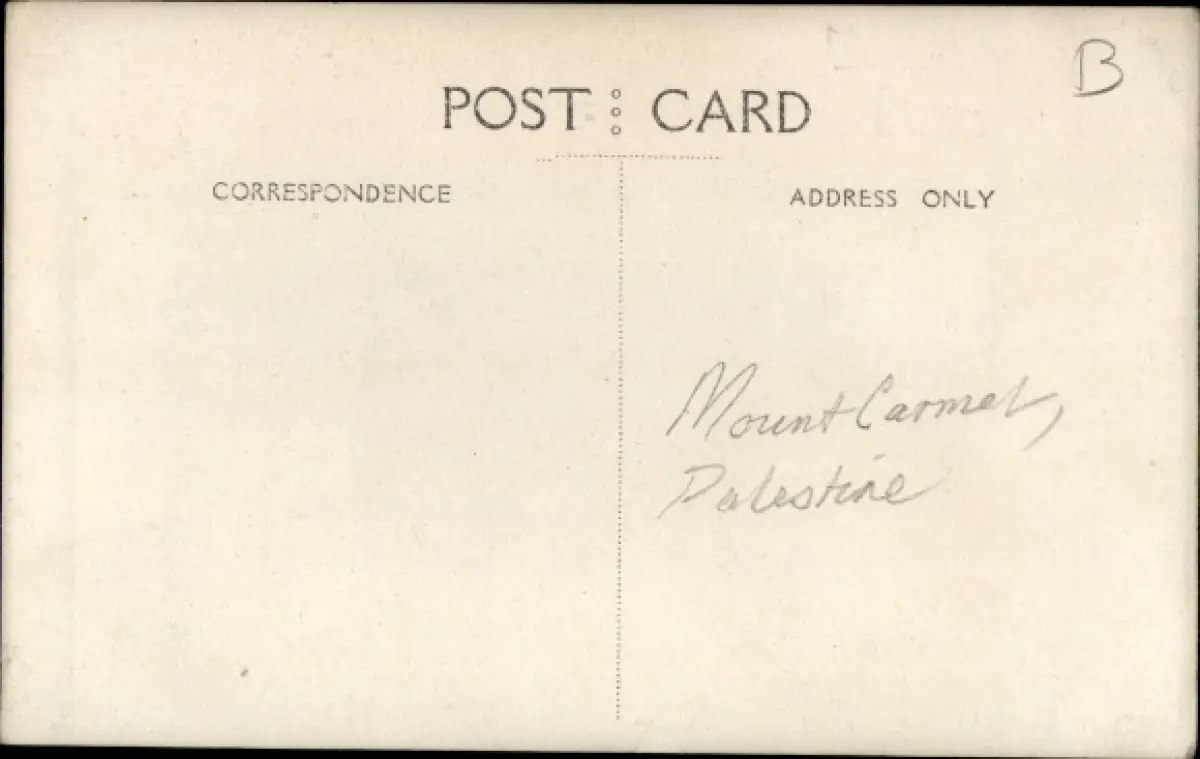 B
POST CARD
CORRESPONDENCE
ADDRESS ONLY
Mount Carmel,
Palestine